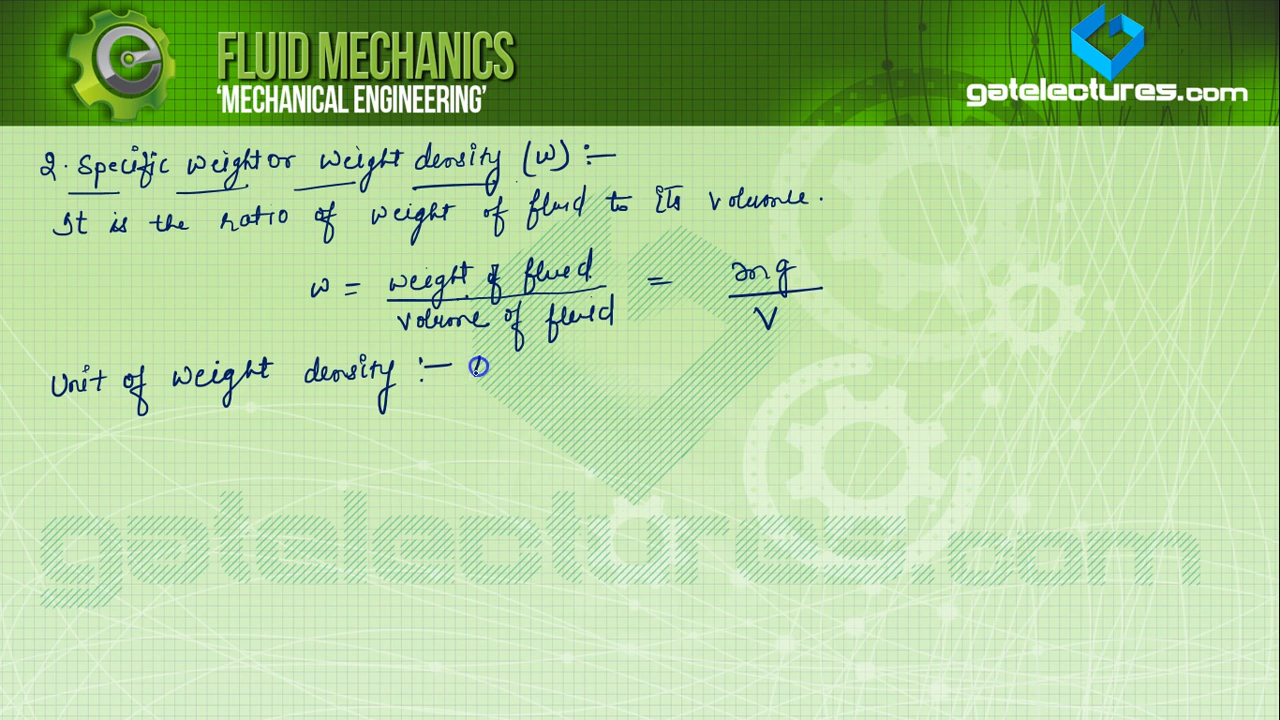 FLUID MECHANICS
'MECHANICAL ENGINEERING'
gatelectures.com
2. Specific weight or weight density (w) :-
It is the ratio of weight of fluid to its volume.
w = weight of fluid / volume of fluid = mg / V
Unit of weight density :-
gatelectures.com